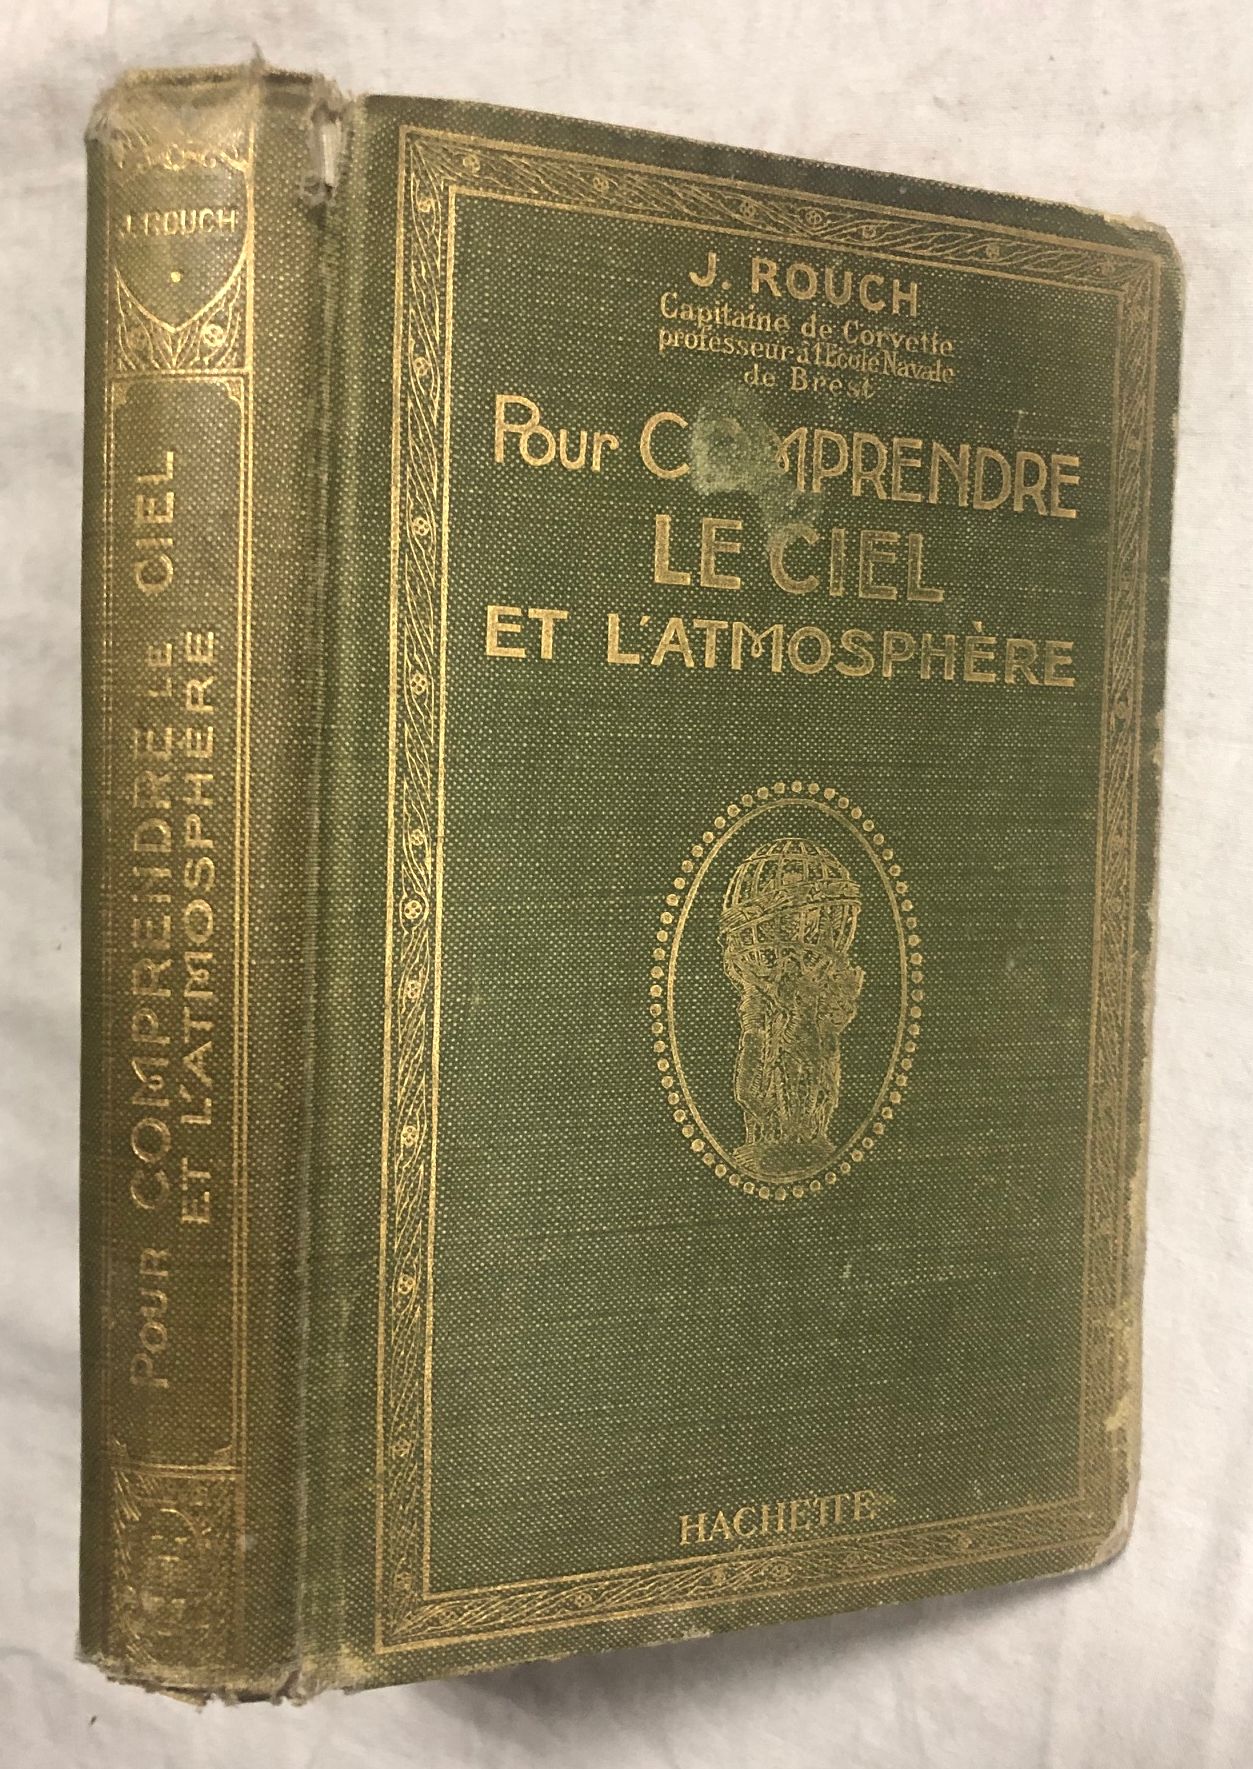 J. ROUCH
POUR COMPRENDRE LE CIEL
ET L'ATMOSPHÈRE
J. ROUCH
Capitaine de Corvette
professeur à l'École Navale
de Brest
POUR COMPRENDRE
LE CIEL
ET L'ATMOSPHÈRE
HACHETTE